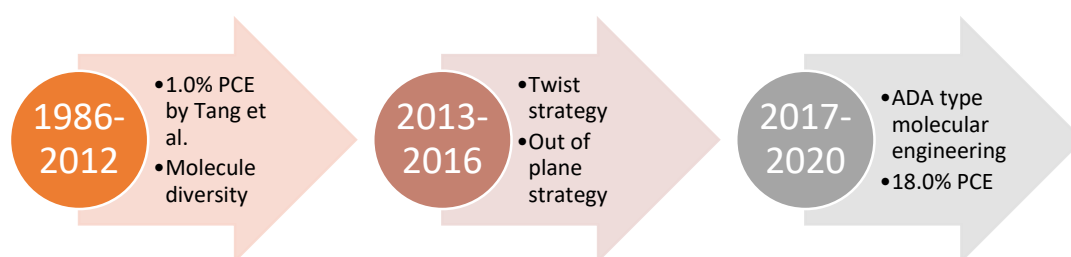 1986-
2012
•1.0% PCE
by Tang et
al.
•Molecule
diversity
2013-
2016
•Twist
strategy
•Out of
plane
strategy
2017-
2020
•ADA type
molecular
engineering
•18.0% PCE